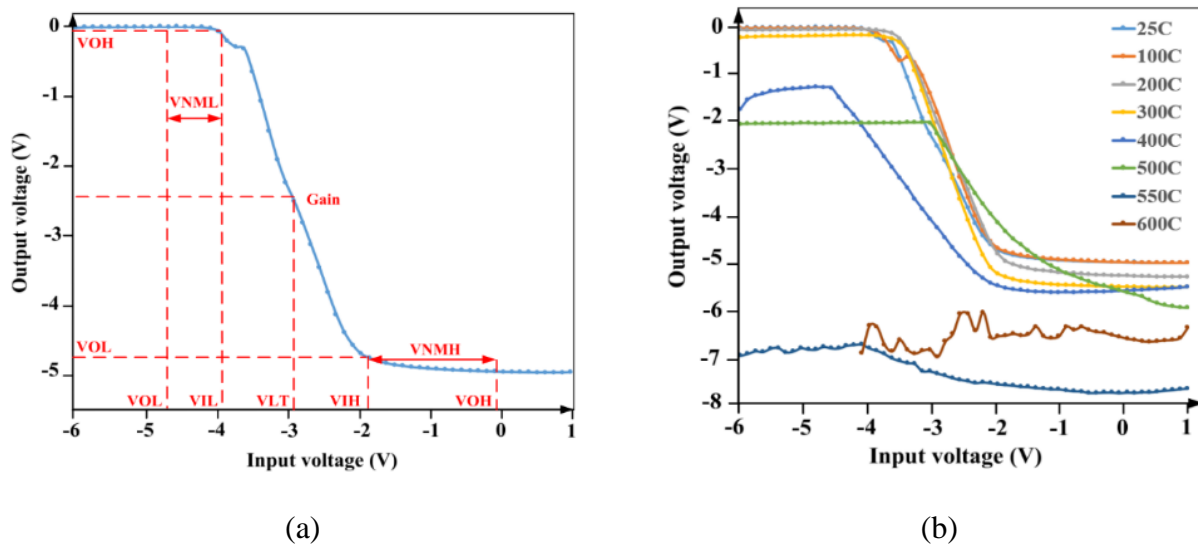 0
VOH
VNML
-1
-2
Gain
-3
-4
VOL
VNMH
-5
VOL VIL VLT VIH VOH
-6 -5 -4 -3 -2 -1 0 1
Output voltage (V)
Input voltage (V)
(a)
0
-1
-2
-3
-4
-5
-6
-7
-8
-6 -5 -4 -3 -2 -1 0 1
Output voltage (V)
Input voltage (V)
25C
100C
200C
300C
400C
500C
550C
600C
(b)